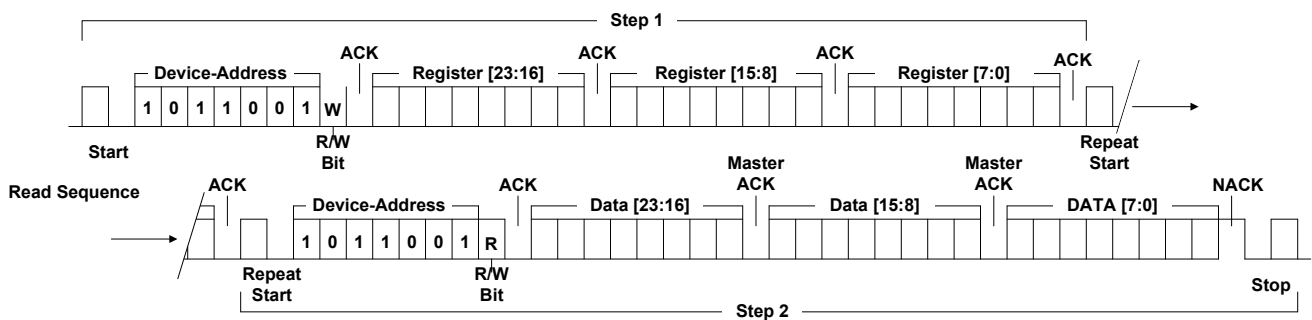 Step 1
ACK ACK ACK ACK
Device-Address Register [23:16] Register [15:8] Register [7:0]
1 0 1 1 0 0 1 W
Start R/W Bit Repeat Start
Read Sequence
ACK ACK Master ACK Master ACK NACK
Device-Address Data [23:16] Data [15:8] DATA [7:0]
1 0 1 1 0 0 1 R
Repeat Start R/W Bit Stop
Step 2